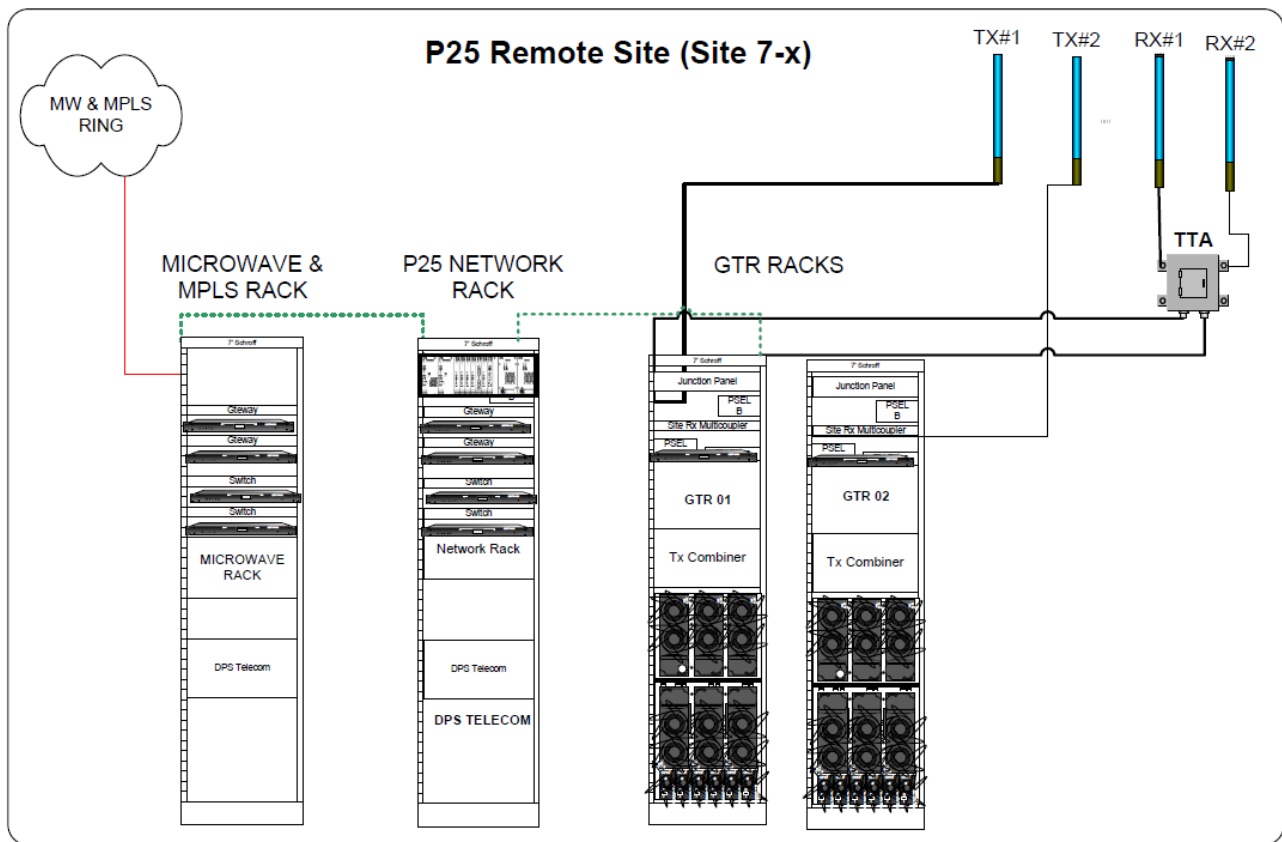 P25 Remote Site (Site 7-x)
TX#1
TX#2
RX#1
RX#2
MW & MPLS
RING
TTA
MICROWAVE &
MPLS RACK
P25 NETWORK
RACK
GTR RACKS
7' Schroff
Gteway
Gteway
Switch
Switch
MICROWAVE
RACK
DPS Telecom
7' Schroff
Gteway
Gteway
Switch
Switch
Network Rack
DPS Telecom
DPS TELECOM
7' Schroff
Junction Panel
PSEL
B
Site Rx Multicoupler
PSEL
GTR 01
Tx Combiner
7' Schroff
Junction Panel
PSEL
B
Site Rx Multicoupler
PSEL
GTR 02
Tx Combiner